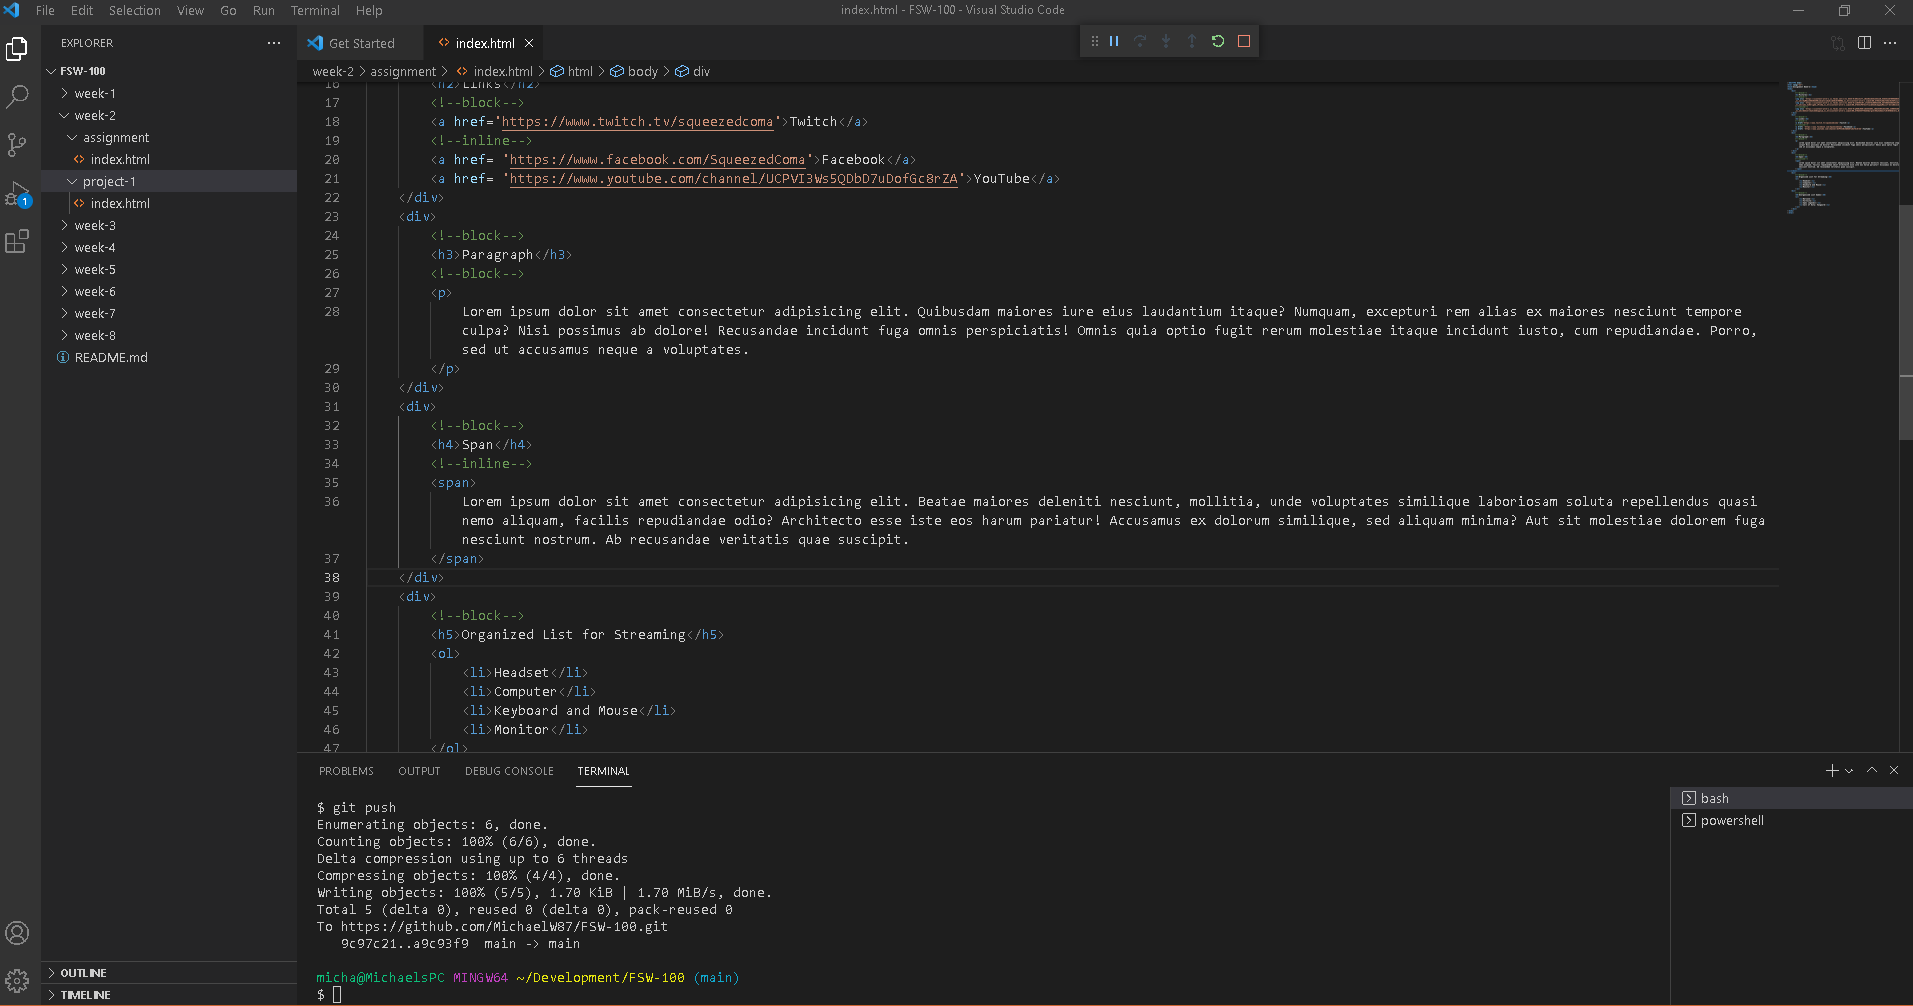 File Edit Selection View Go Run Terminal Help
index.html - FSW-100 - Visual Studio Code
EXPLORER
FSW-100
week-1
week-2
assignment
index.html
project-1
index.html
week-3
week-4
week-5
week-6
week-7
week-8
README.md
OUTLINE
TIMELINE
1
Get Started
index.html
week-2 > assignment > index.html > html > body > div
16 <h2>Links</h2>
17 <!--block-->
18 <a href="https://www.twitch.tv/squeezedcoma">Twitch</a>
19 <!--inline-->
20 <a href= "https://www.facebook.com/SqueezedComa">Facebook</a>
21 <a href= "https://www.youtube.com/channel/UCPVI3Ws5QDbD7uDofGc8rZA">YouTube</a>
22 </div>
23 <div>
24 <!--block-->
25 <h3>Paragraph</h3>
26 <!--block-->
27 <p>
28 Lorem ipsum dolor sit amet consectetur adipisicing elit. Quibusdam maiores iure eius laudantium itaque? Numquam, excepturi rem alias ex maiores nesciunt tempore
culpa? Nisi possimus ab dolore! Recusandae incidunt fuga omnis perspiciatis! Omnis quia optio fugit rerum molestiae itaque incidunt iusto, cum repudiandae. Porro,
sed ut accusamus neque a voluptates.
29 </p>
30 </div>
31 <div>
32 <!--block-->
33 <h4>Span</h4>
34 <!--inline-->
35 <span>
36 Lorem ipsum dolor sit amet consectetur adipisicing elit. Beatae maiores deleniti nesciunt, mollitia, unde voluptates similique laboriosam soluta repellendus quasi
nemo aliquam, facilis repudiandae odio? Architecto esse iste eos harum pariatur! Accusamus ex dolorum similique, sed aliquam minima? Aut sit molestiae dolorem fuga
nesciunt nostrum. Ab recusandae veritatis quae suscipit.
37 </span>
38 </div>
39 <div>
40 <!--block-->
41 <h5>Organized List for Streaming</h5>
42 <ol>
43 <li>Headset</li>
44 <li>Computer</li>
45 <li>Keyboard and Mouse</li>
46 <li>Monitor</li>
47 </ol>
PROBLEMS OUTPUT DEBUG CONSOLE TERMINAL
$ git push
Enumerating objects: 6, done.
Counting objects: 100% (6/6), done.
Delta compression using up to 6 threads
Compressing objects: 100% (4/4), done.
Writing objects: 100% (5/5), 1.70 KiB | 1.70 MiB/s, done.
Total 5 (delta 0), reused 0 (delta 0), pack-reused 0
To https://github.com/MichaelW87/FSW-100.git
9c97c21..a9c93f9 main -> main
micha@MichaelsPC MINGW64 ~/Development/FSW-100 (main)
$
bash
powershell